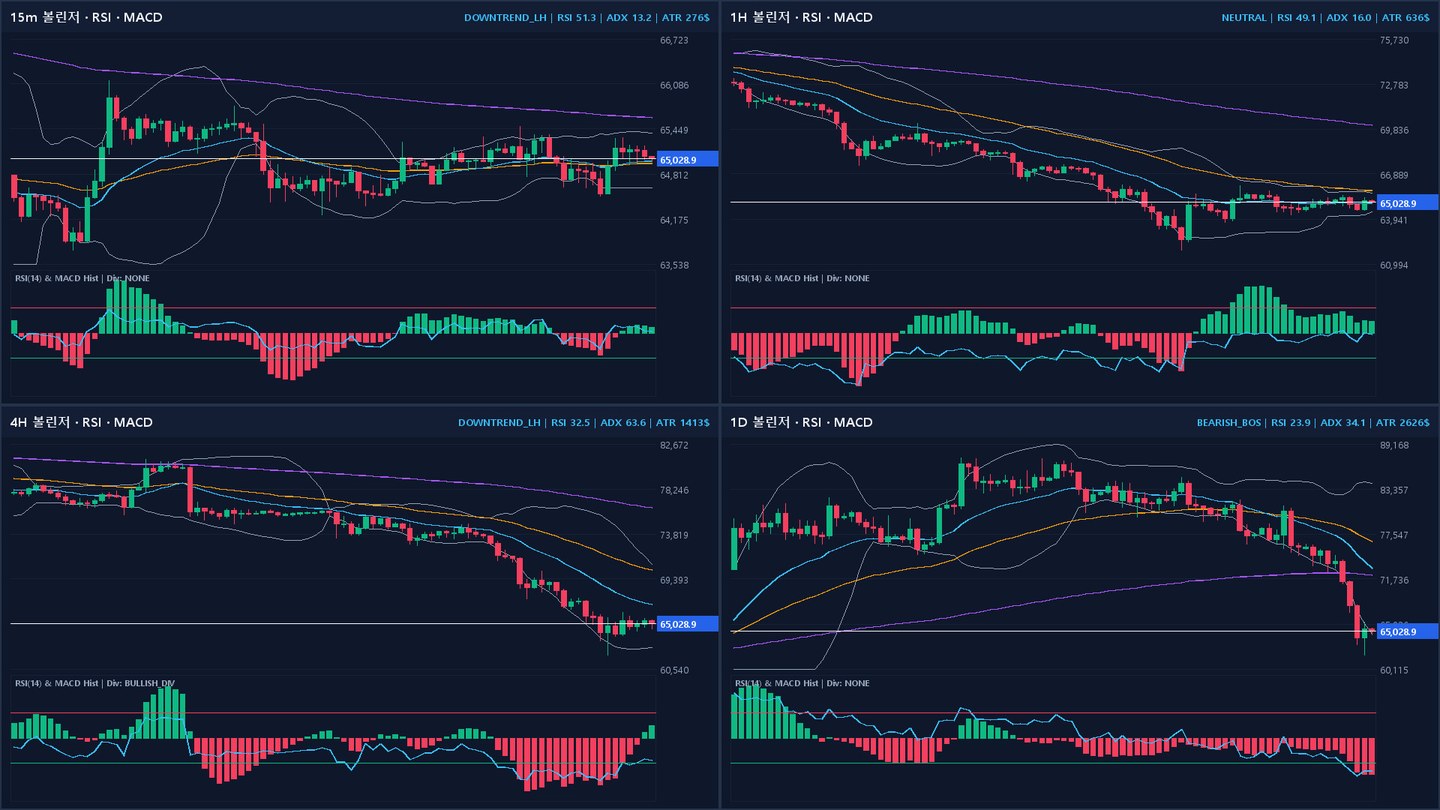 15m 볼린저 · RSI · MACD
DOWNTREND_LH | RSI 51.3 | ADX 13.2 | ATR 276$
66,723
66,086
65,449
65,028.9
64,812
64,175
63,538
RSI(14) & MACD Hist | Div: NONE
1H 볼린저 · RSI · MACD
NEUTRAL | RSI 49.1 | ADX 16.0 | ATR 636$
75,730
72,783
69,836
66,889
65,028.9
63,941
60,994
RSI(14) & MACD Hist | Div: NONE
4H 볼린저 · RSI · MACD
DOWNTREND_LH | RSI 32.5 | ADX 63.6 | ATR 1413$
82,672
78,246
73,819
69,393
65,028.9
60,540
RSI(14) & MACD Hist | Div: BULLISH_DIV
1D 볼린저 · RSI · MACD
BEARISH_BOS | RSI 23.9 | ADX 34.1 | ATR 2626$
89,168
83,357
77,547
71,736
65,028.9
60,115
RSI(14) & MACD Hist | Div: NONE